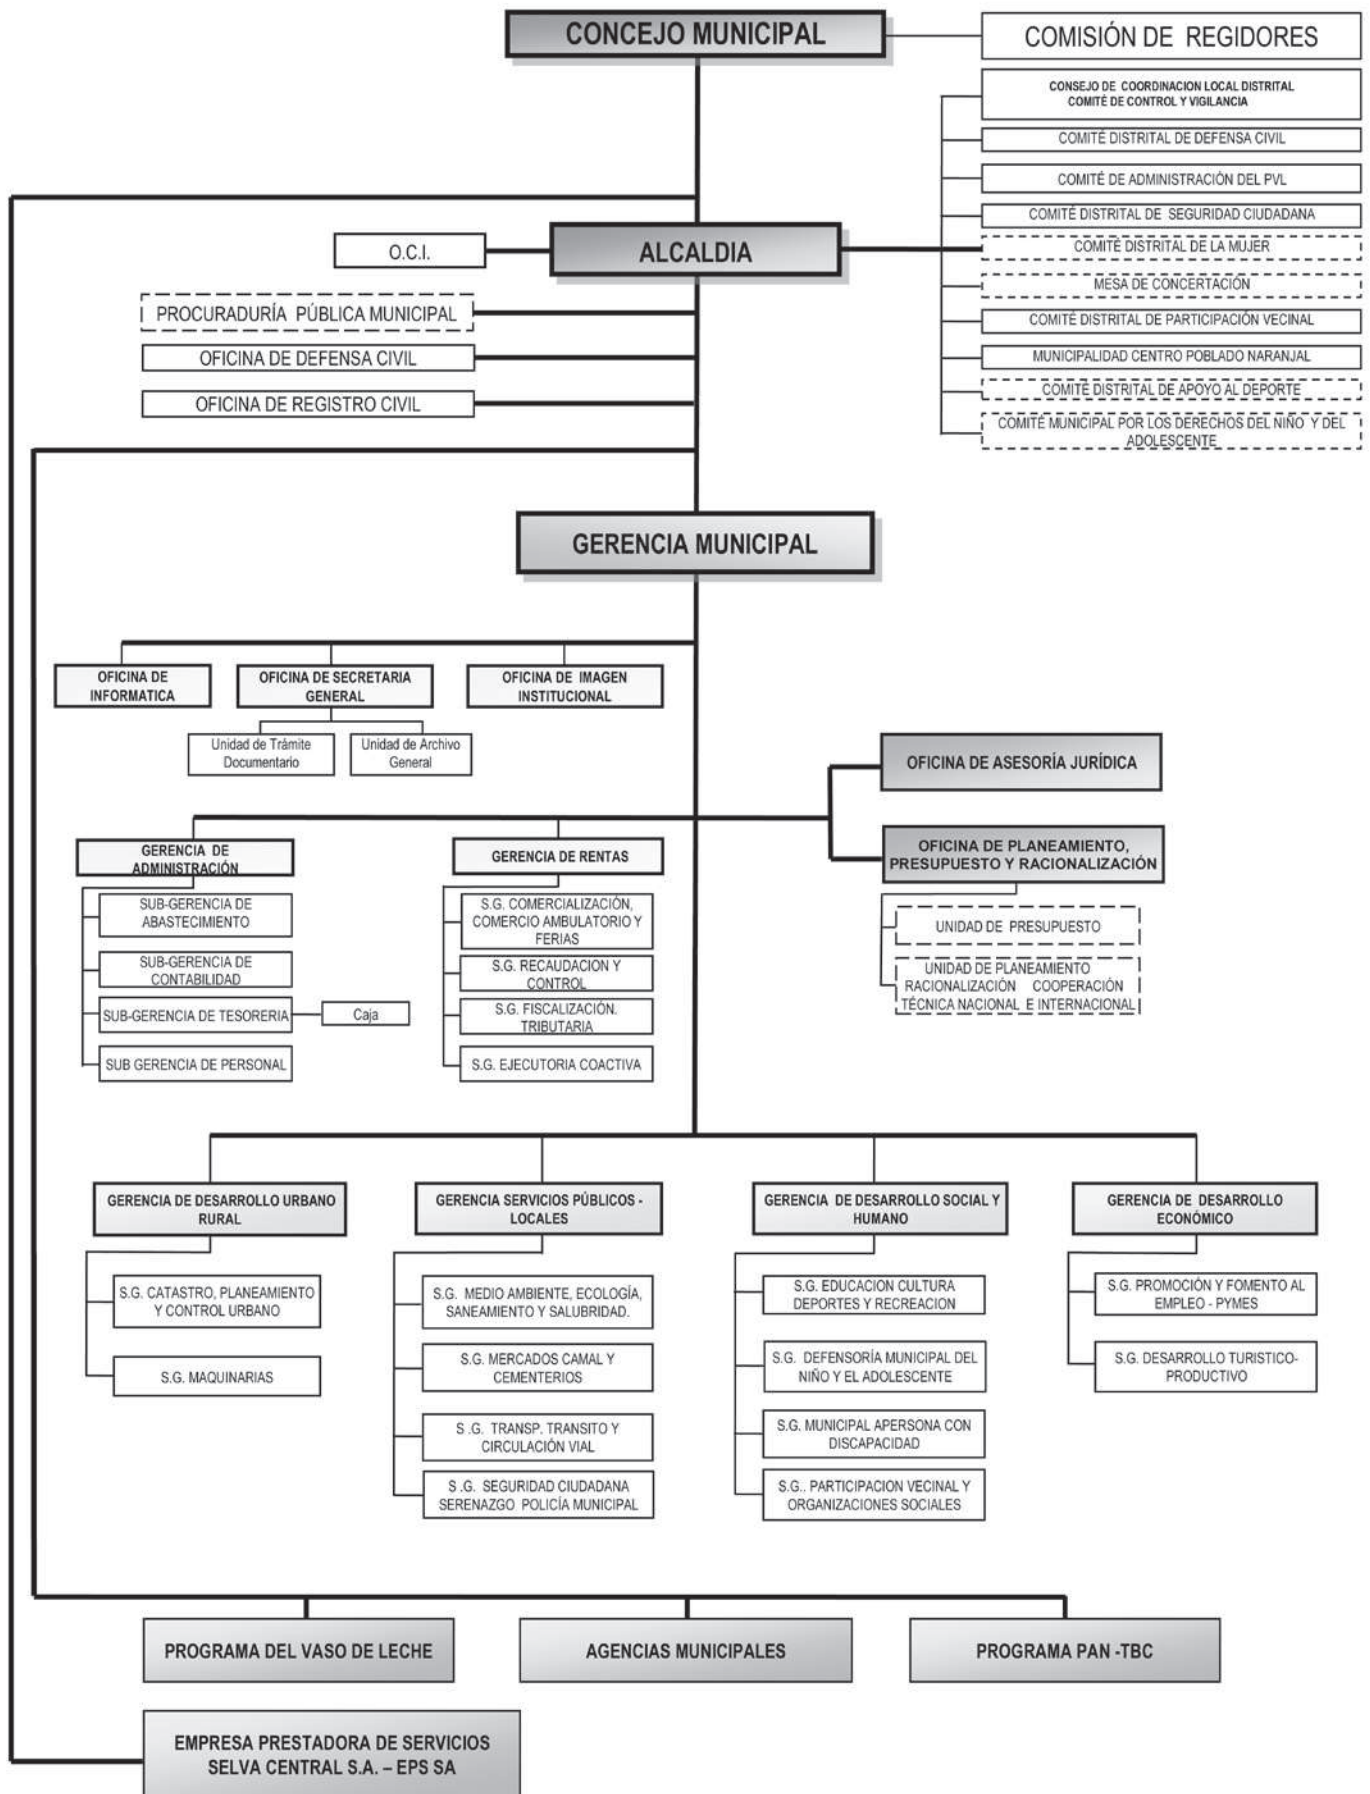 CONCEJO MUNICIPAL
COMISIÓN DE REGIDORES
CONSEJO DE COORDINACION LOCAL DISTRITAL
COMITÉ DE CONTROL Y VIGILANCIA
COMITÉ DISTRITAL DE DEFENSA CIVIL
COMITÉ DE ADMINISTRACIÓN DEL PVL
COMITÉ DISTRITAL DE SEGURIDAD CIUDADANA
COMITÉ DISTRITAL DE LA MUJER
MESA DE CONCERTACIÓN
COMITÉ DISTRITAL DE PARTICIPACIÓN VECINAL
MUNICIPALIDAD CENTRO POBLADO NARANJAL
COMITÉ DISTRITAL DE APOYO AL DEPORTE
COMITÉ MUNICIPAL POR LOS DERECHOS DEL NIÑO Y DEL
ADOLESCENTE
ALCALDIA
O.C.I.
PROCURADURÍA PÚBLICA MUNICIPAL
OFICINA DE DEFENSA CIVIL
OFICINA DE REGISTRO CIVIL
GERENCIA MUNICIPAL
OFICINA DE
INFORMATICA
OFICINA DE SECRETARIA
GENERAL
OFICINA DE IMAGEN
INSTITUCIONAL
Unidad de Trámite
Documentario
Unidad de Archivo
General
OFICINA DE ASESORÍA JURÍDICA
OFICINA DE PLANEAMIENTO,
PRESUPUESTO Y RACIONALIZACIÓN
UNIDAD DE PRESUPUESTO
UNIDAD DE PLANEAMIENTO
RACIONALIZACIÓN COOPERACIÓN
TÉCNICA NACIONAL E INTERNACIONAL
GERENCIA DE
ADMINISTRACIÓN
SUB-GERENCIA DE
ABASTECIMIENTO
SUB-GERENCIA DE
CONTABILIDAD
SUB-GERENCIA DE TESORERIA
Caja
SUB GERENCIA DE PERSONAL
GERENCIA DE RENTAS
S.G. COMERCIALIZACIÓN,
COMERCIO AMBULATORIO Y
FERIAS
S.G. RECAUDACION Y
CONTROL
S.G. FISCALIZACIÓN.
TRIBUTARIA
S.G. EJECUTORIA COACTIVA
GERENCIA DE DESARROLLO URBANO
RURAL
S.G. CATASTRO, PLANEAMIENTO
Y CONTROL URBANO
S.G. MAQUINARIAS
GERENCIA SERVICIOS PÚBLICOS -
LOCALES
S.G. MEDIO AMBIENTE, ECOLOGÍA,
SANEAMIENTO Y SALUBRIDAD.
S.G. MERCADOS CAMAL Y
CEMENTERIOS
S .G. TRANSP. TRANSITO Y
CIRCULACIÓN VIAL
S .G. SEGURIDAD CIUDADANA
SERENAZGO POLICÍA MUNICIPAL
GERENCIA DE DESARROLLO SOCIAL Y
HUMANO
S.G. EDUCACION CULTURA
DEPORTES Y RECREACION
S.G. DEFENSORÍA MUNICIPAL DEL
NIÑO Y EL ADOLESCENTE
S.G. MUNICIPAL APERSONA CON
DISCAPACIDAD
S.G.. PARTICIPACION VECINAL Y
ORGANIZACIONES SOCIALES
GERENCIA DE DESARROLLO
ECONÓMICO
S.G. PROMOCIÓN Y FOMENTO AL
EMPLEO - PYMES
S.G. DESARROLLO TURISTICO-
PRODUCTIVO
PROGRAMA DEL VASO DE LECHE
AGENCIAS MUNICIPALES
PROGRAMA PAN -TBC
EMPRESA PRESTADORA DE SERVICIOS
SELVA CENTRAL S.A. – EPS SA